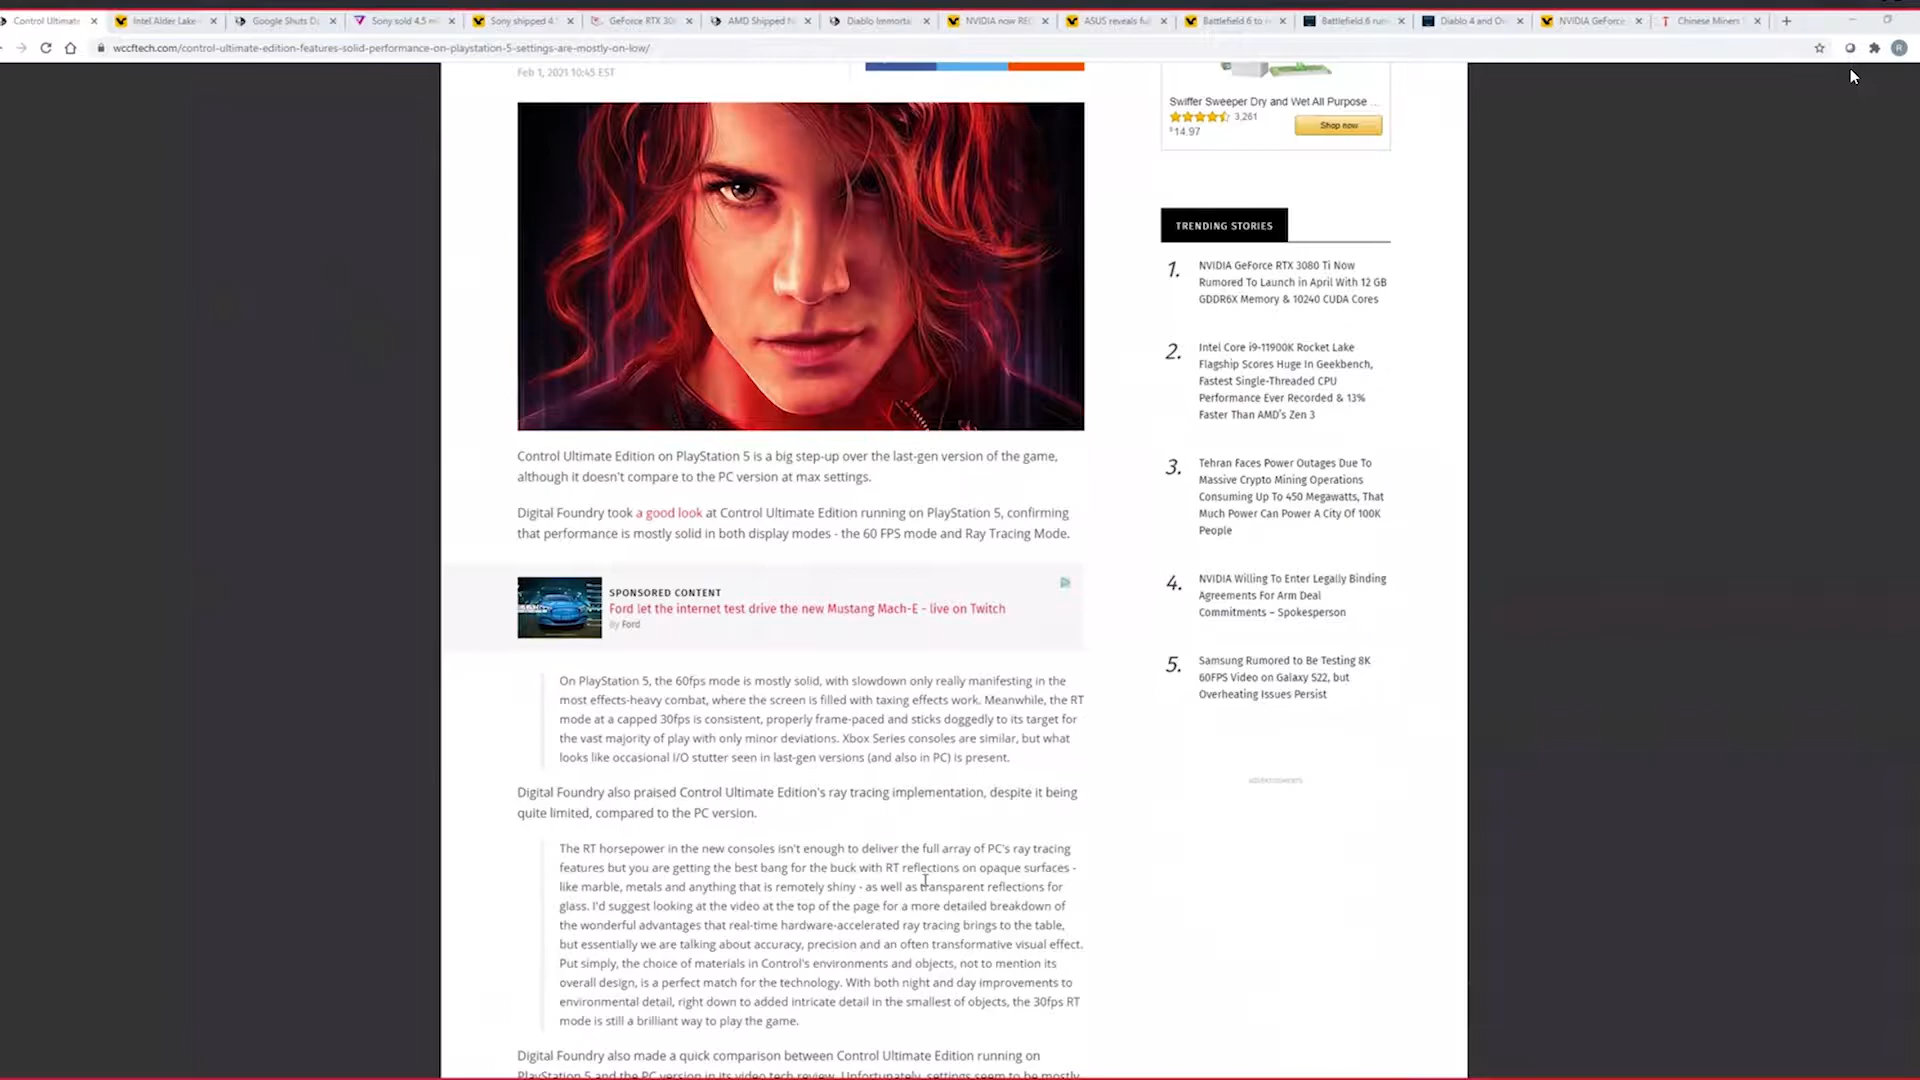 Control Ultimate
Intel Alder Lake
Google Shuts D
Sony sold 4.5 mi
Sony shipped 4.
GeForce RTX 30
AMD Shipped N
Diablo Immorta
NVIDIA now REC
ASUS reveals ful
Battlefield 6 to r
Battlefield 6 rum
Diablo 4 and Ov
NVIDIA GeForce
Chinese Miners
wccftech.com/control-ultimate-edition-features-solid-performance-on-playstation-5-settings-are-mostly-on-low/
R
Feb 1, 2021 10:45 EST
Control Ultimate Edition on PlayStation 5 is a big step-up over the last-gen version of the game,
although it doesn't compare to the PC version at max settings.
Digital Foundry took a good look at Control Ultimate Edition running on PlayStation 5, confirming
that performance is mostly solid in both display modes - the 60 FPS mode and Ray Tracing Mode.
SPONSORED CONTENT
Ford let the internet test drive the new Mustang Mach-E - live on Twitch
By Ford
On PlayStation 5, the 60fps mode is mostly solid, with slowdown only really manifesting in the
most effects-heavy combat, where the screen is filled with taxing effects work. Meanwhile, the RT
mode at a capped 30fps is consistent, properly frame-paced and sticks doggedly to its target for
the vast majority of play with only minor deviations. Xbox Series consoles are similar, but what
looks like occasional I/O stutter seen in last-gen versions (and also in PC) is present.
Digital Foundry also praised Control Ultimate Edition's ray tracing implementation, despite it being
quite limited, compared to the PC version.
The RT horsepower in the new consoles isn't enough to deliver the full array of PC's ray tracing
features but you are getting the best bang for the buck with RT reflections on opaque surfaces -
like marble, metals and anything that is remotely shiny - as well as transparent reflections for
glass. I'd suggest looking at the video at the top of the page for a more detailed breakdown of
the wonderful advantages that real-time hardware-accelerated ray tracing brings to the table,
but essentially we are talking about accuracy, precision and an often transformative visual effect.
Put simply, the choice of materials in Control's environments and objects, not to mention its
overall design, is a perfect match for the technology. With both night and day improvements to
environmental detail, right down to added intricate detail in the smallest of objects, the 30fps RT
mode is still a brilliant way to play the game.
Digital Foundry also made a quick comparison between Control Ultimate Edition running on
PlayStation 5 and the PC version in its video tech review. Unfortunately, settings seem to be mostly
Swiffer Sweeper Dry and Wet All Purpose ...
3,261
$14.97
Shop now
TRENDING STORIES
1. NVIDIA GeForce RTX 3080 Ti Now
Rumored To Launch in April With 12 GB
GDDR6X Memory & 10240 CUDA Cores
2. Intel Core i9-11900K Rocket Lake
Flagship Scores Huge In Geekbench,
Fastest Single-Threaded CPU
Performance Ever Recorded & 13%
Faster Than AMD's Zen 3
3. Tehran Faces Power Outages Due To
Massive Crypto Mining Operations
Consuming Up To 450 Megawatts, That
Much Power Can Power A City Of 100K
People
4. NVIDIA Willing To Enter Legally Binding
Agreements For Arm Deal
Commitments – Spokesperson
5. Samsung Rumored to Be Testing 8K
60FPS Video on Galaxy S22, but
Overheating Issues Persist
ADVERTISEMENTS